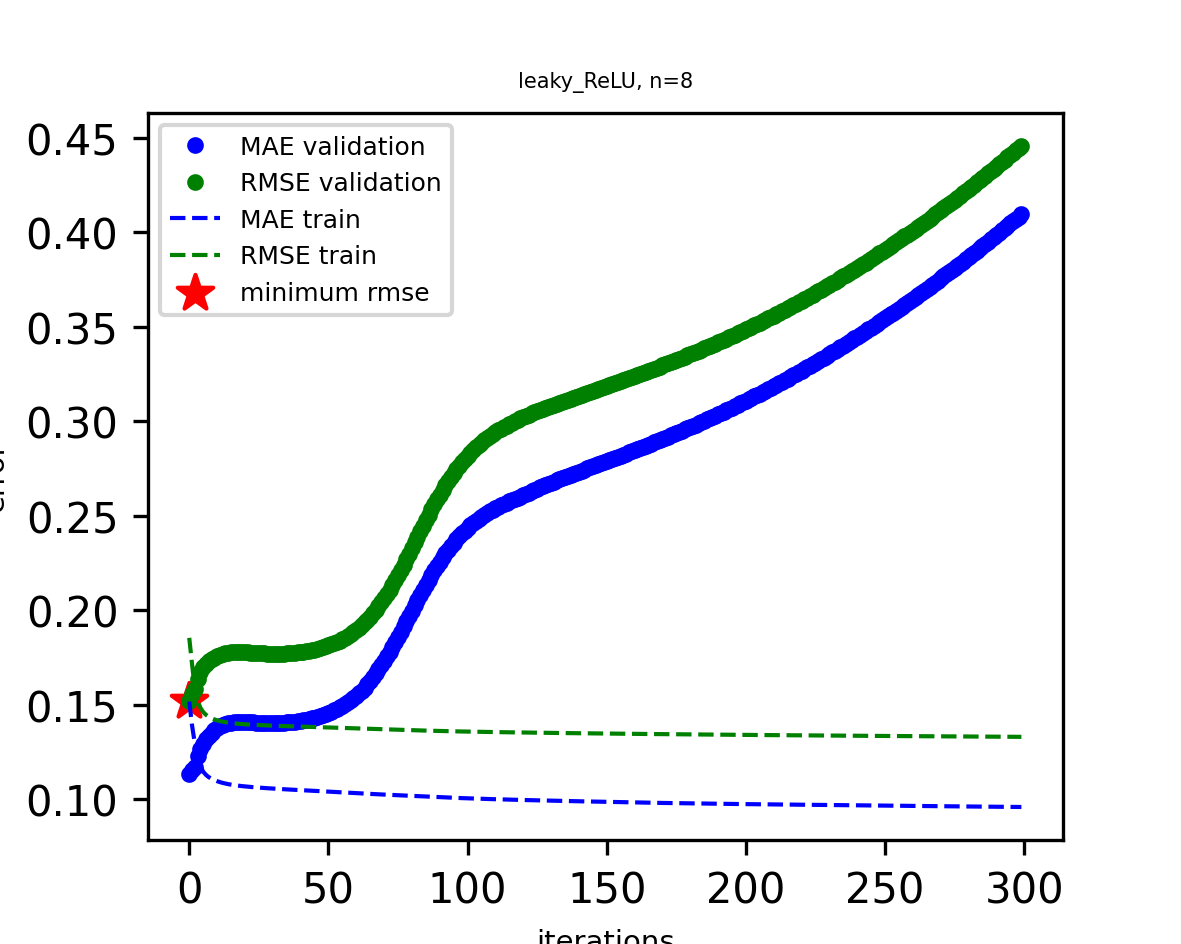 leaky_ReLU, n=8
0.45
0.40
0.35
0.30
0.25
0.20
0.15
0.10
MAE validation
RMSE validation
MAE train
RMSE train
minimum rmse
0 50 100 150 200 250 300
iterations